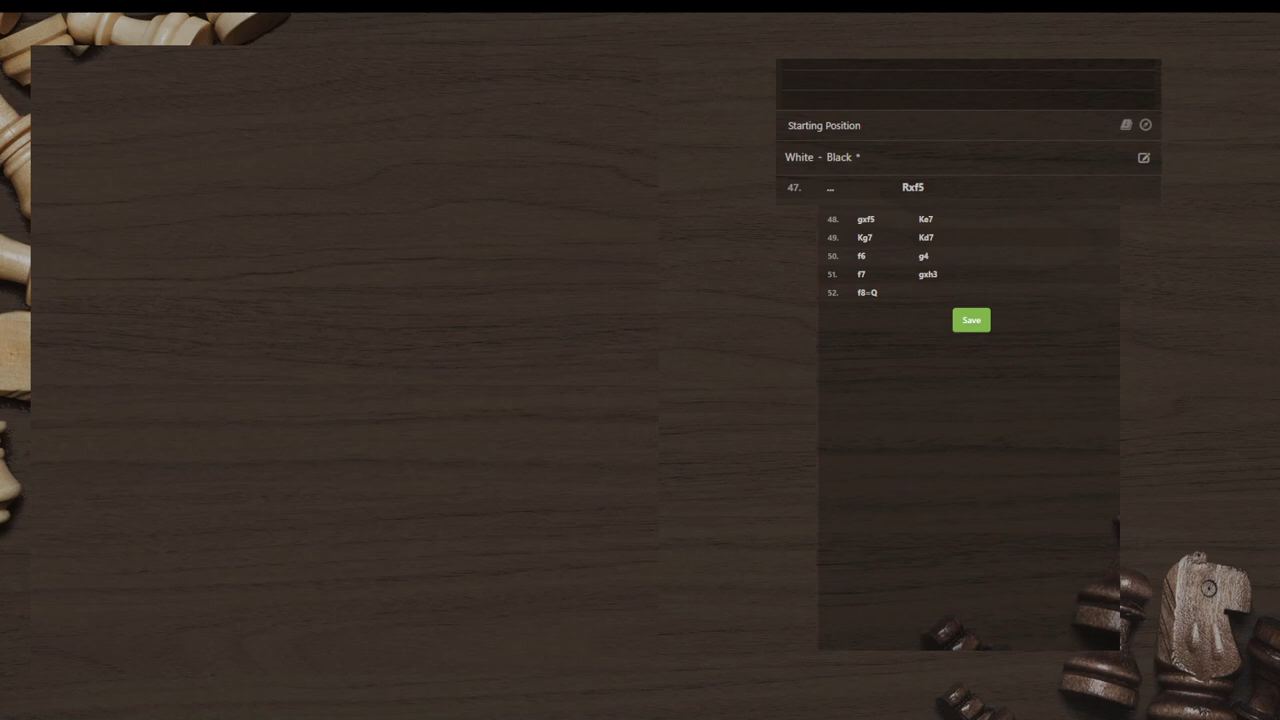 Starting Position
White - Black *
47. ... Rxf5
48. gxf5 Ke7
49. Kg7 Kd7
50. f6 g4
51. f7 gxh3
52. f8=Q
Save